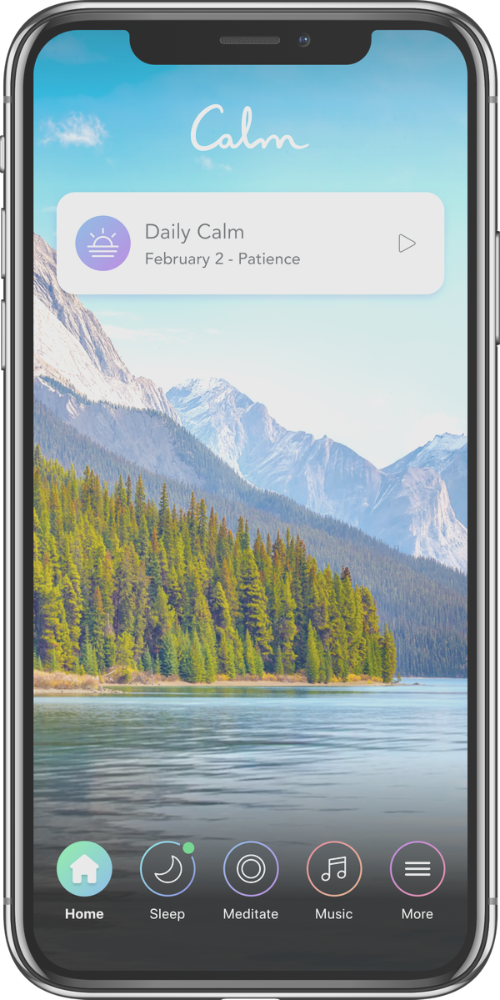 Calm
Daily Calm
February 2 - Patience
Home
Sleep
Meditate
Music
More